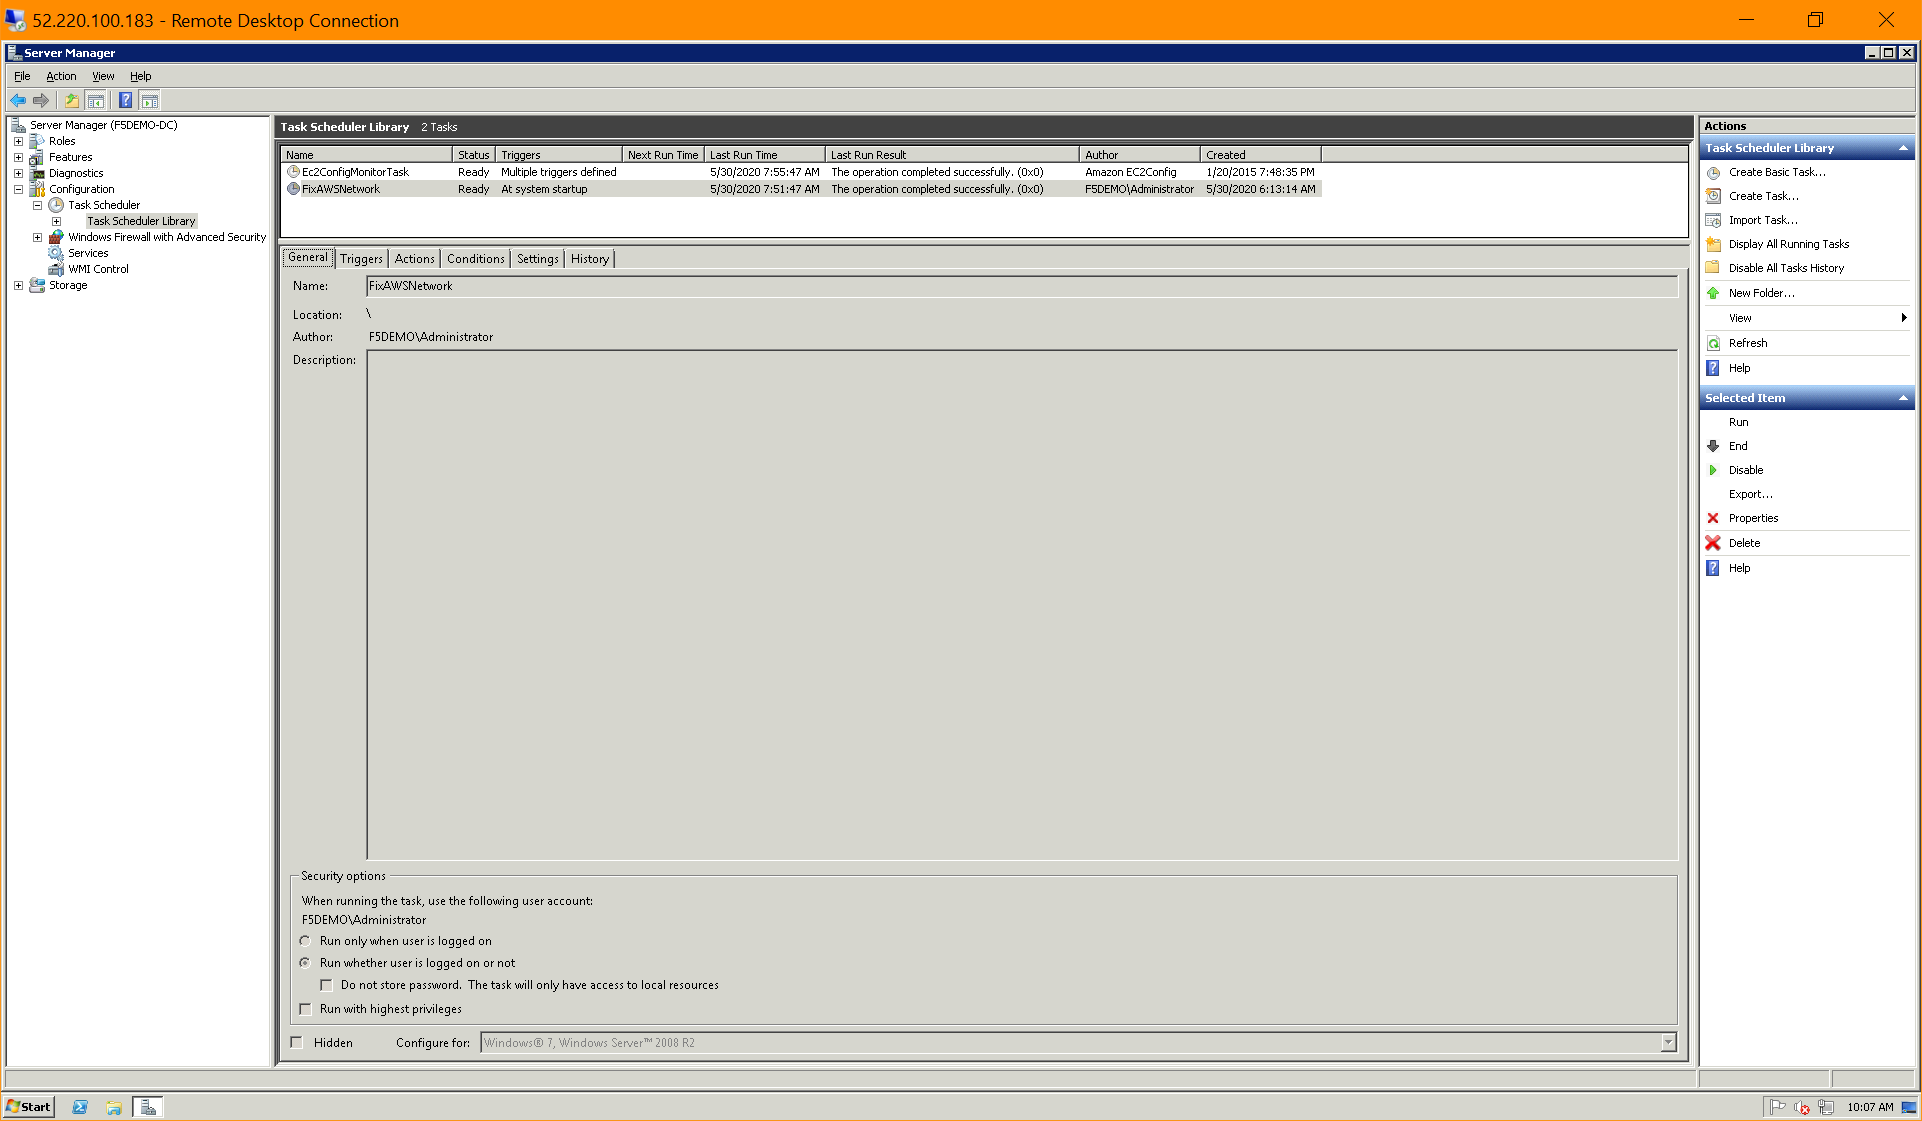 52.220.100.183 - Remote Desktop Connection
Server Manager
File Action View Help
Server Manager (F5DEMO-DC)
Roles
Features
Diagnostics
Configuration
Task Scheduler
Task Scheduler Library
Windows Firewall with Advanced Security
Services
WMI Control
Storage
Task Scheduler Library 2 Tasks
Name Status Triggers Next Run Time Last Run Time Last Run Result Author Created
Ec2ConfigMonitorTask Ready Multiple triggers defined 5/30/2020 7:55:47 AM The operation completed successfully. (0x0) Amazon EC2Config 1/20/2015 7:48:35 PM
FixAWSNetwork Ready At system startup 5/30/2020 7:51:47 AM The operation completed successfully. (0x0) F5DEMO\Administrator 5/30/2020 6:13:14 AM
General Triggers Actions Conditions Settings History
Name: FixAWSNetwork
Location: \
Author: F5DEMO\Administrator
Description:
Security options
When running the task, use the following user account:
F5DEMO\Administrator
Run only when user is logged on
Run whether user is logged on or not
Do not store password. The task will only have access to local resources
Run with highest privileges
Hidden Configure for: Windows® 7, Windows Server™ 2008 R2
Actions
Task Scheduler Library
Create Basic Task...
Create Task...
Import Task...
Display All Running Tasks
Disable All Tasks History
New Folder...
View
Refresh
Help
Selected Item
Run
End
Disable
Export...
Properties
Delete
Help
Start
10:07 AM